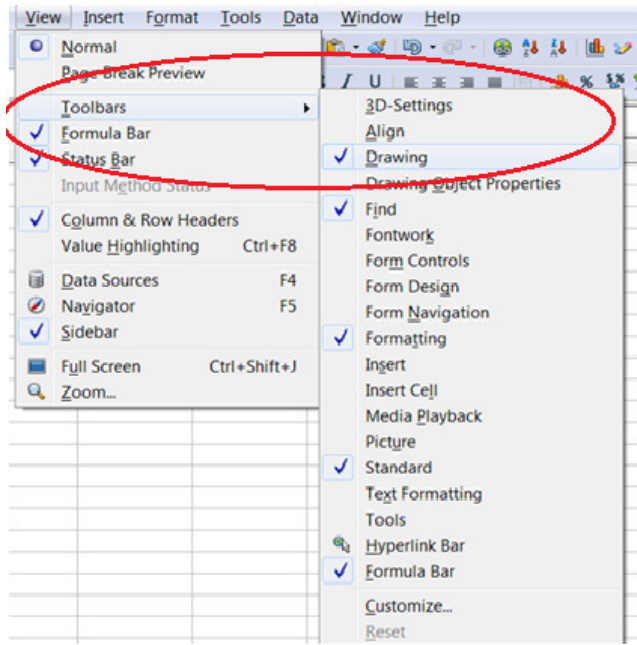 View Insert Format Tools Data Window Help
Normal
Page Break Preview
Toolbars
Formula Bar
Status Bar
Input Method Status
Column & Row Headers
Value Highlighting Ctrl+F8
Data Sources F4
Navigator F5
Sidebar
Full Screen Ctrl+Shift+J
Zoom...
I U %
3D-Settings
Align
Drawing
Drawing Object Properties
Find
Fontwork
Form Controls
Form Design
Form Navigation
Formatting
Insert
Insert Cell
Media Playback
Picture
Standard
Text Formatting
Tools
Hyperlink Bar
Formula Bar
Customize...
Reset